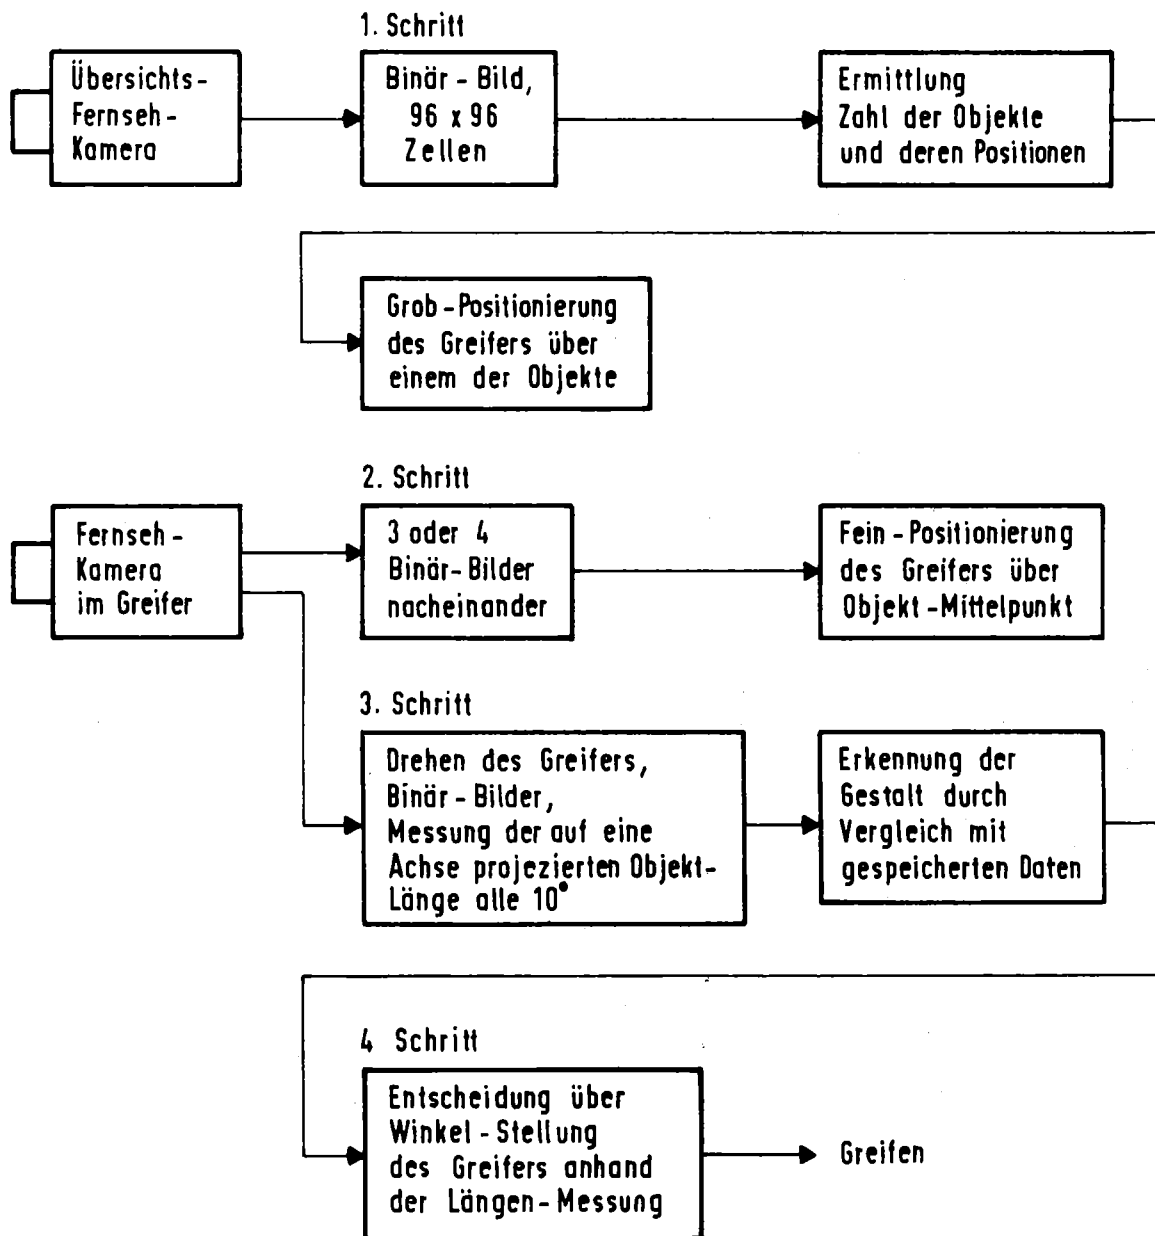 1. Schritt
Übersichts-
Fernseh-
Kamera
Binär-Bild,
96 x 96
Zellen
Ermittlung
Zahl der Objekte
und deren Positionen
Grob-Positionierung
des Greifers über
einem der Objekte
2. Schritt
Fernseh-
Kamera
im Greifer
3 oder 4
Binär-Bilder
nacheinander
Fein-Positionierung
des Greifers über
Objekt-Mittelpunkt
3. Schritt
Drehen des Greifers,
Binär-Bilder,
Messung der auf eine
Achse projezierten Objekt-
Länge alle 10°
Erkennung der
Gestalt durch
Vergleich mit
gespeicherten Daten
4 Schritt
Entscheidung über
Winkel-Stellung
des Greifers anhand
der Längen-Messung
Greifen